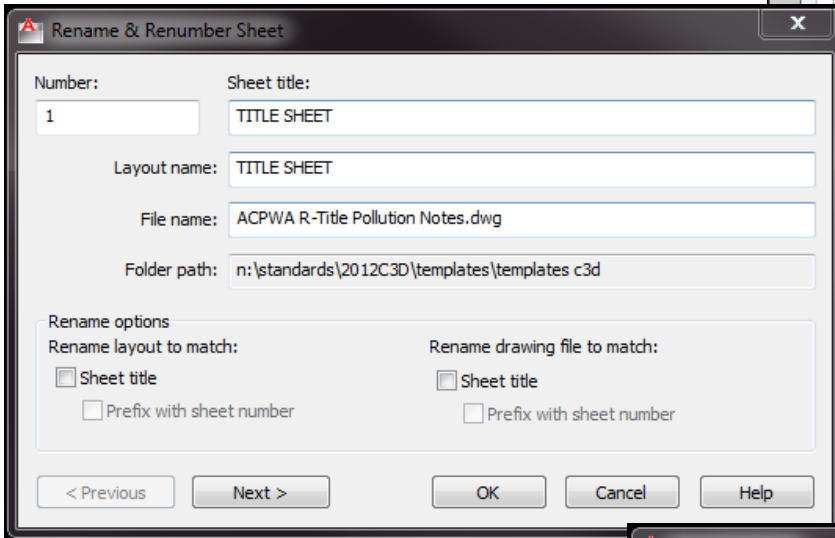 Rename & Renumber Sheet
X
Number: Sheet title:
1 TITLE SHEET
Layout name: TITLE SHEET
File name: ACPWA R-Title Pollution Notes.dwg
Folder path: n:\standards\2012C3D\templates\templates c3d
Rename options
Rename layout to match: Rename drawing file to match:
Sheet title Sheet title
Prefix with sheet number Prefix with sheet number
< Previous Next > OK Cancel Help